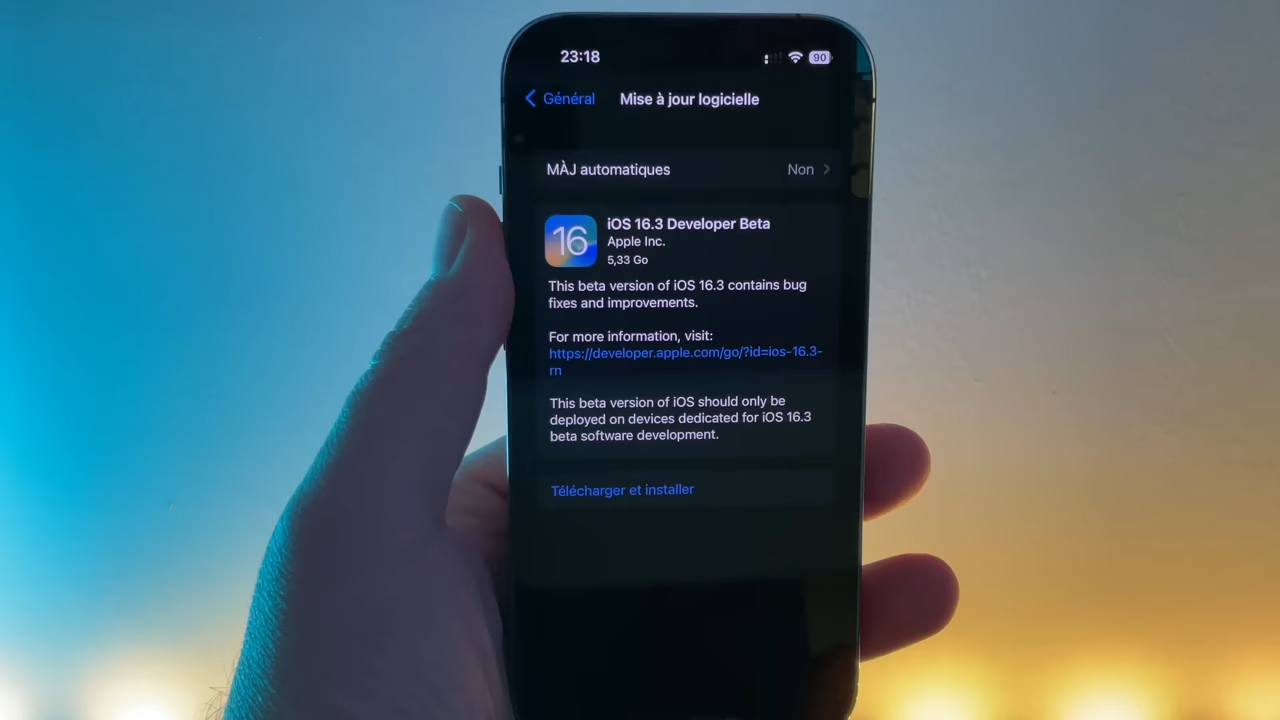 23:18
90
Général
Mise à jour logicielle
MÀJ automatiques
Non
16
iOS 16.3 Developer Beta
Apple Inc.
5,33 Go
This beta version of iOS 16.3 contains bug
fixes and improvements.
For more information, visit:
https://developer.apple.com/go/?id=ios-16.3-
rn
This beta version of iOS should only be
deployed on devices dedicated for iOS 16.3
beta software development.
Télécharger et installer